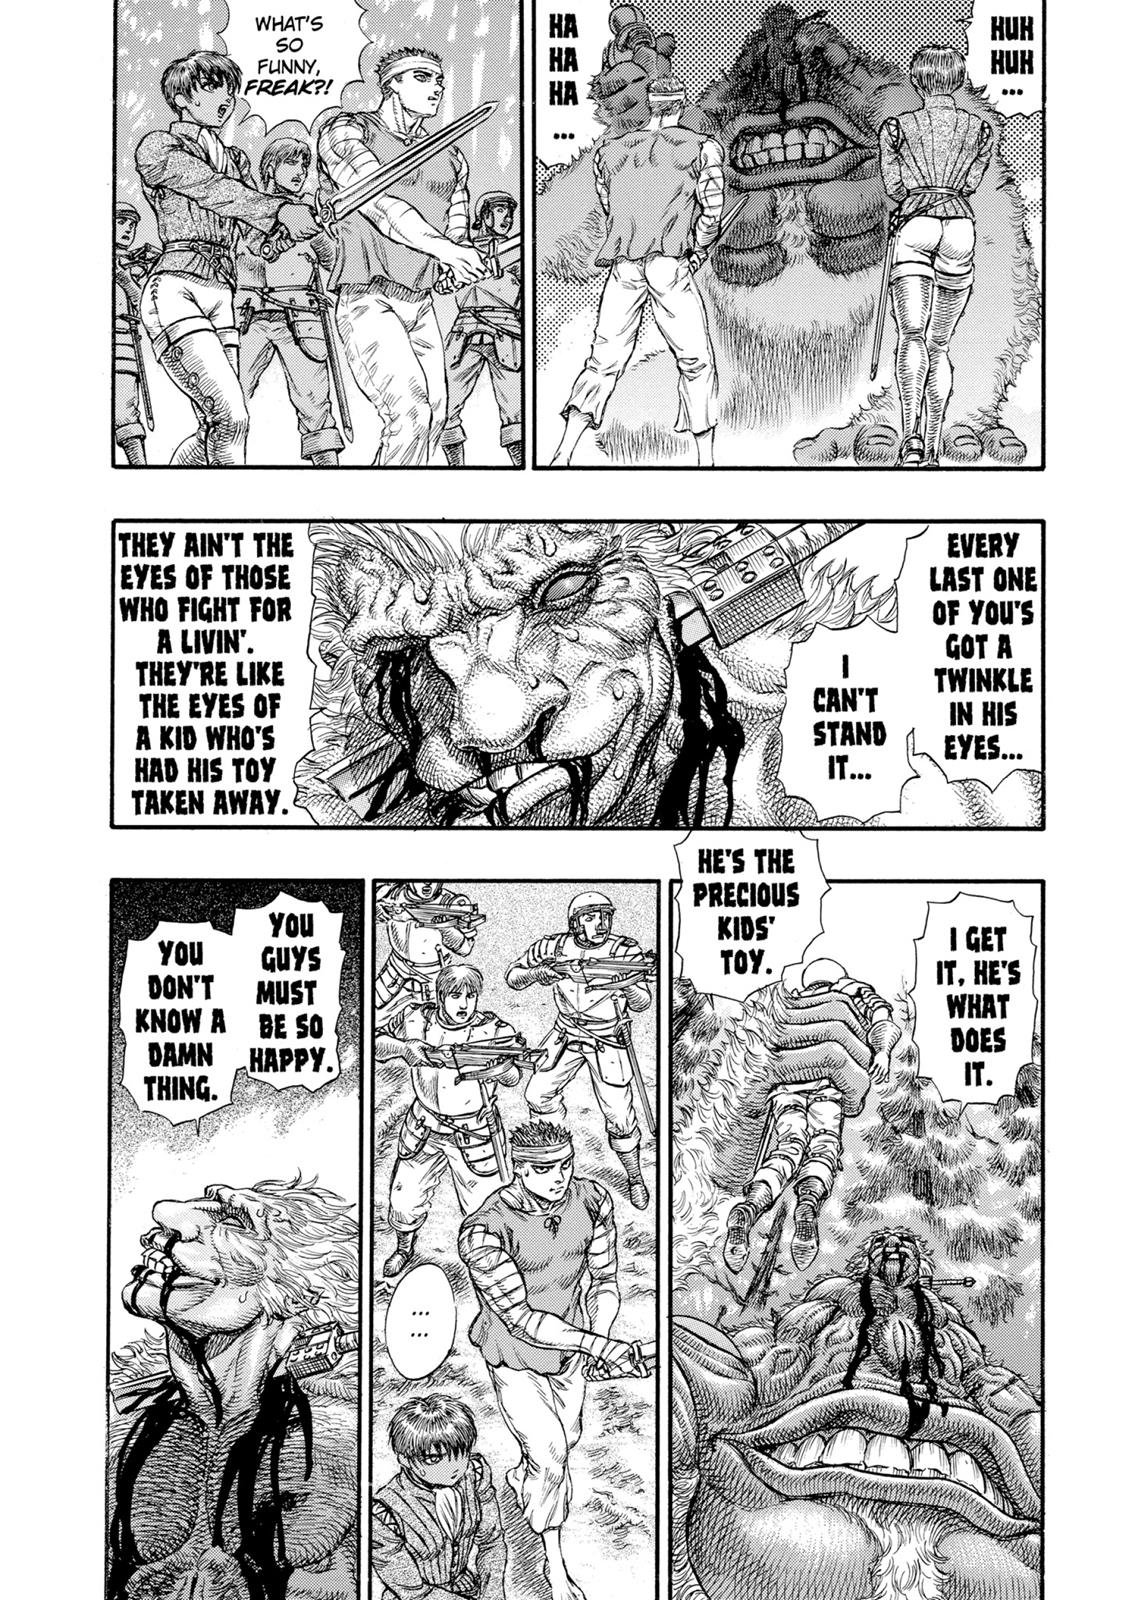 HUH
HUH
...
HA
HA
HA
...
WHAT'S
SO
FUNNY,
FREAK?!
EVERY
LAST ONE
OF YOU'S
GOT A
TWINKLE
IN HIS
EYES...
I
CAN'T
STAND
IT...
THEY AIN'T THE
EYES OF THOSE
WHO FIGHT FOR
A LIVIN'.
THEY'RE LIKE
THE EYES OF
A KID WHO'S
HAD HIS TOY
TAKEN AWAY.
I GET
IT, HE'S
WHAT
DOES
IT.
HE'S THE
PRECIOUS
KIDS'
TOY.
...
...
YOU
GUYS
MUST
BE SO
HAPPY.
YOU
DON'T
KNOW A
DAMN
THING.